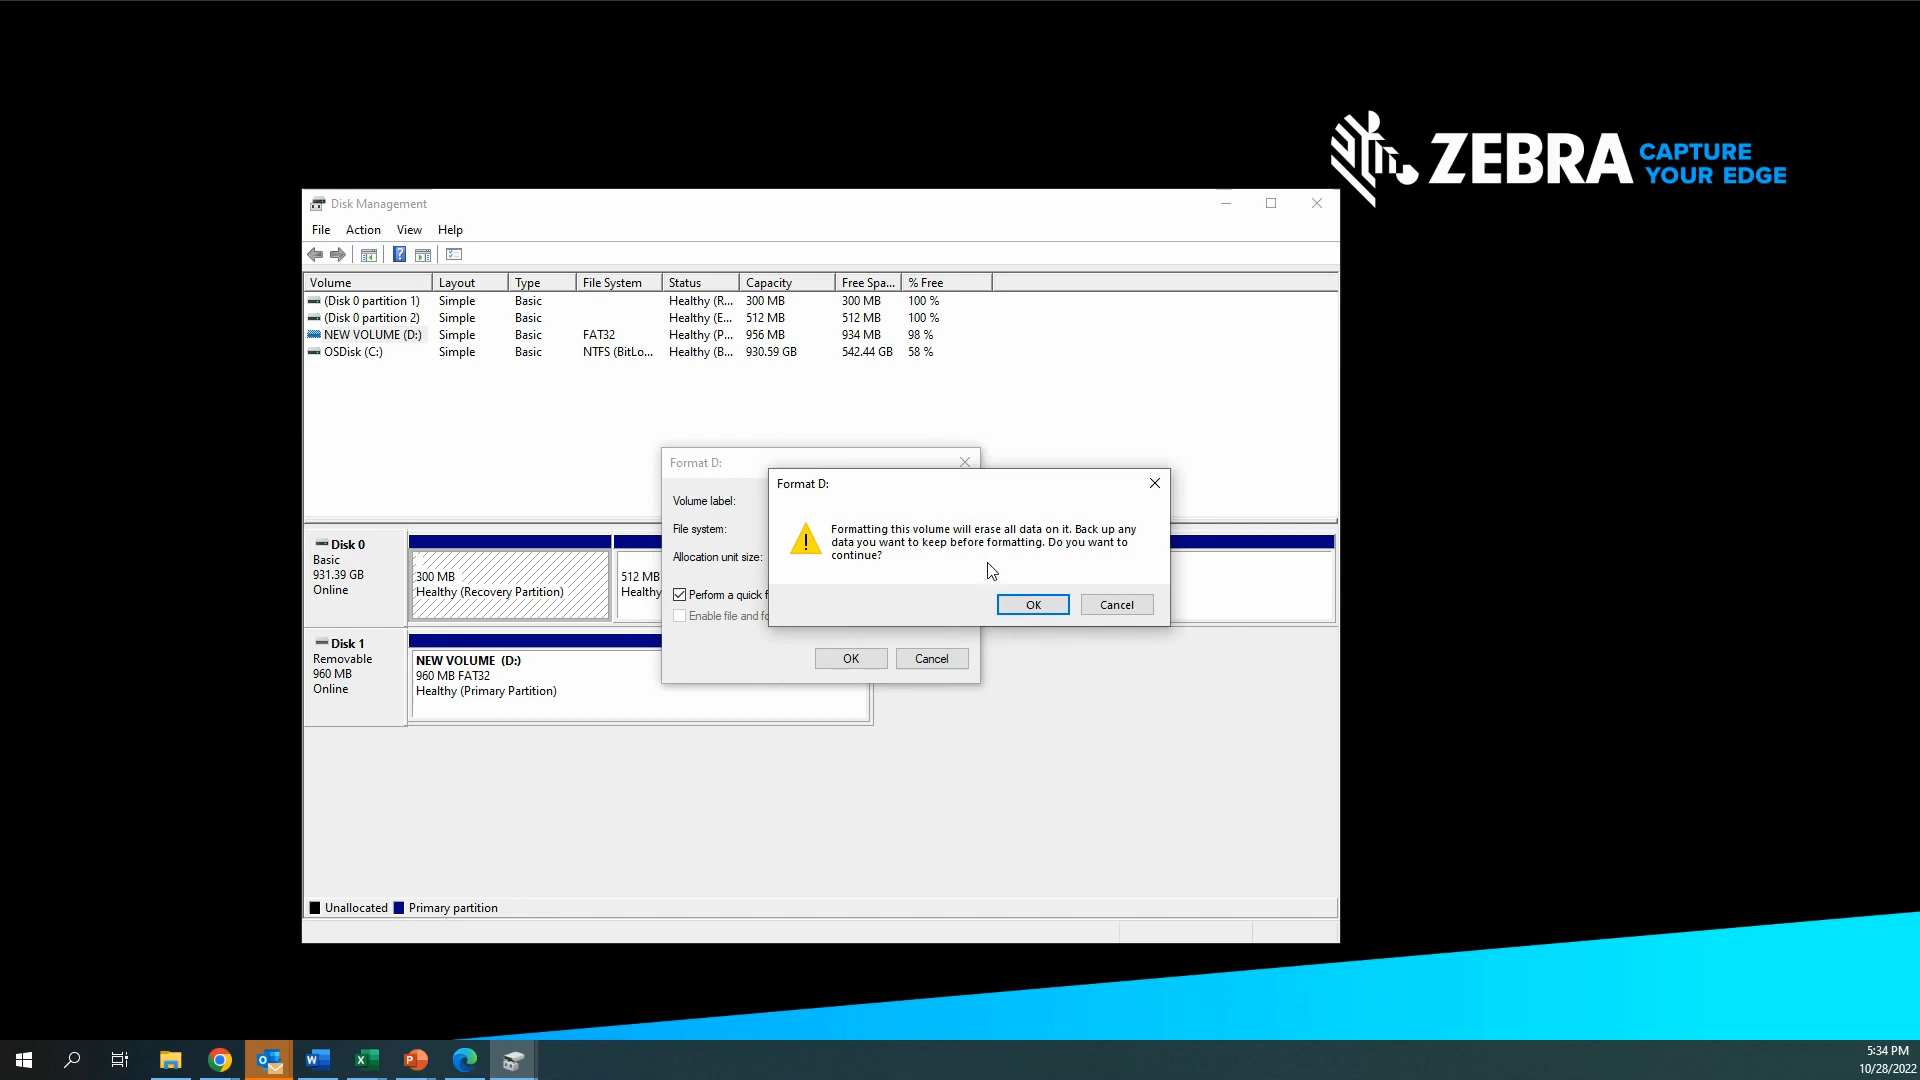 ZEBRA CAPTURE
YOUR EDGE
Disk Management
File Action View Help
Volume Layout Type File System Status Capacity Free Spa... % Free
(Disk 0 partition 1) Simple Basic Healthy (R... 300 MB 300 MB 100 %
(Disk 0 partition 2) Simple Basic Healthy (E... 512 MB 512 MB 100 %
NEW VOLUME (D:) Simple Basic FAT32 Healthy (P... 956 MB 934 MB 98 %
OSDisk (C:) Simple Basic NTFS (BitLo... Healthy (B... 930.59 GB 542.44 GB 58 %
Format D:
Volume label:
File system:
Allocation unit size:
Perform a quick f
Enable file and fo
OK Cancel
Format D:
Formatting this volume will erase all data on it. Back up any
data you want to keep before formatting. Do you want to
continue?
OK Cancel
Disk 0
Basic
931.39 GB
Online
300 MB
Healthy (Recovery Partition)
512 MB
Healthy
Disk 1
Removable
960 MB
Online
NEW VOLUME (D:)
960 MB FAT32
Healthy (Primary Partition)
Unallocated Primary partition
5:34 PM
10/28/2022